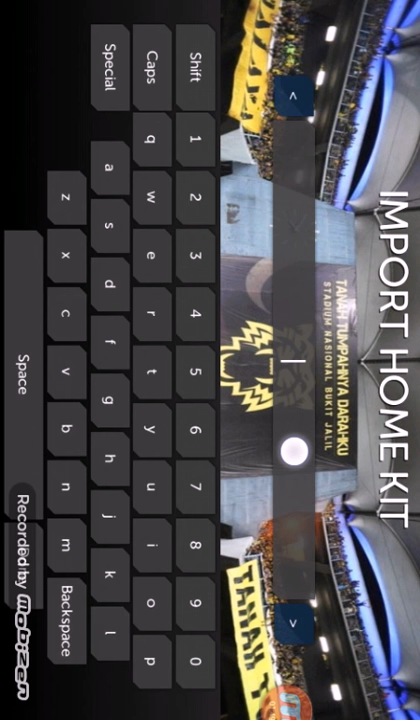 IMPORT HOME KIT
<
>
TANAH TUMPAHNYA DARAHKU
STADIUM NASIONAL BUKIT JALIL
Shift 1 2 3 4 5 6 7 8 9 0
Caps q w e r t y u i o p
Special a s d f g h j k l
z x c v b n m Backspace
Space
Recorded by mobizen